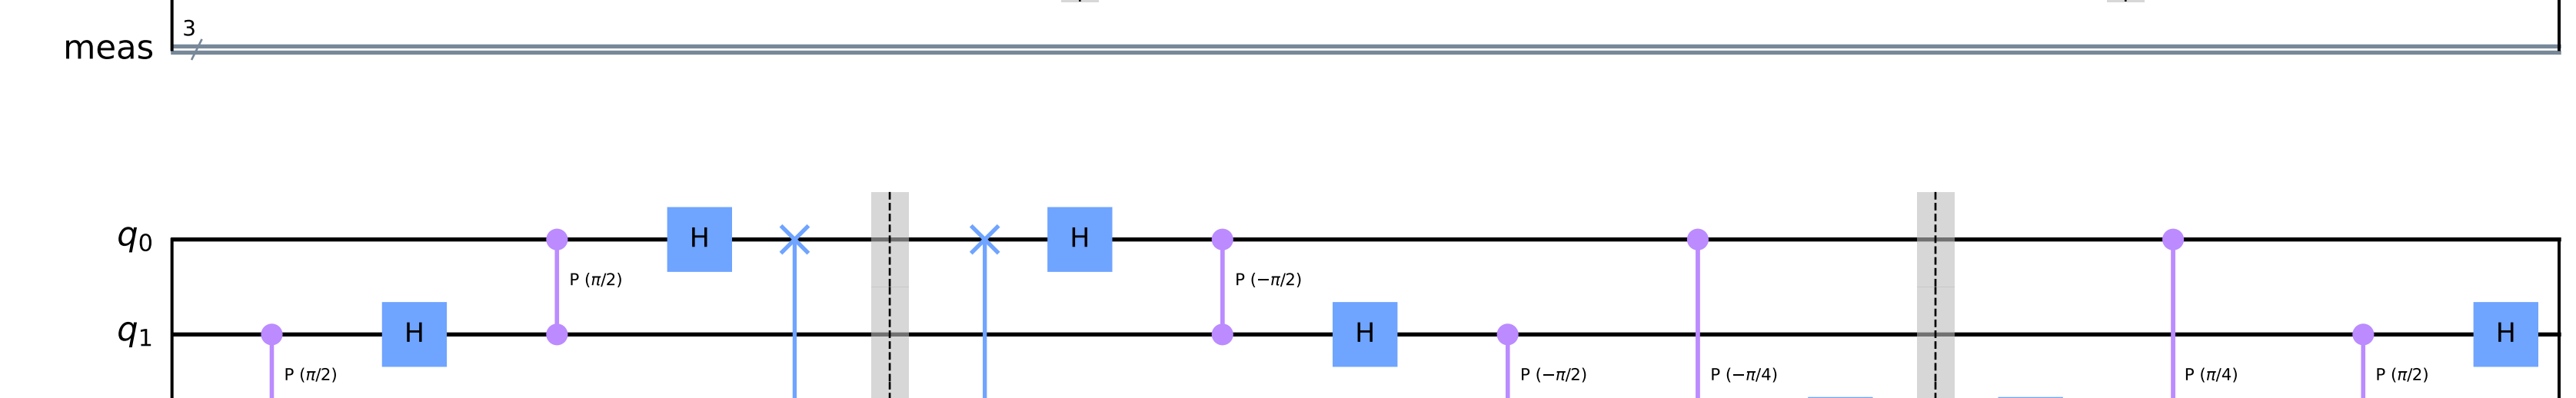 3
meas
q0 H H H
P (π/2) P (−π/2)
q1 H H H
P (π/2) P (−π/2) P (−π/4) P (π/4) P (π/2)